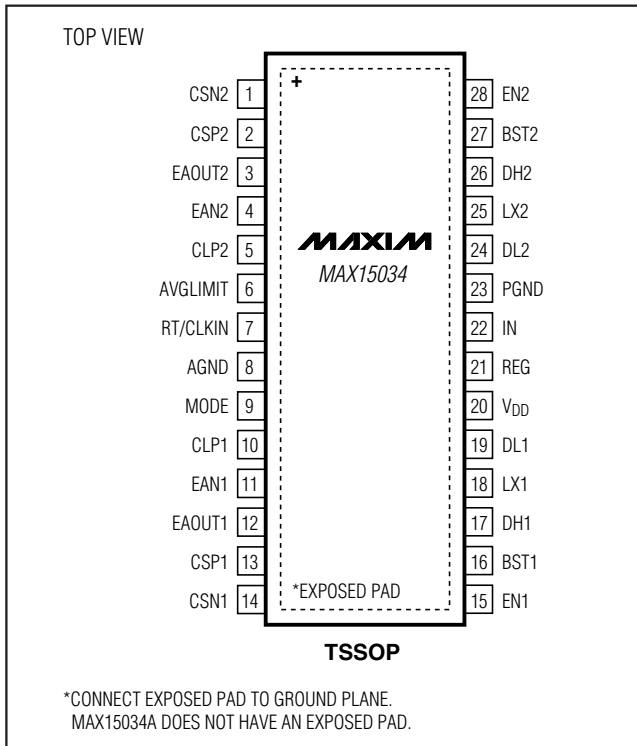 TOP VIEW
+
CSN2 1
CSP2 2
EAOUT2 3
EAN2 4
CLP2 5
AVGLIMIT 6
RT/CLKIN 7
AGND 8
MODE 9
CLP1 10
EAN1 11
EAOUT1 12
CSP1 13
CSN1 14
MAXIM
MAX15034
*EXPOSED PAD
28 EN2
27 BST2
26 DH2
25 LX2
24 DL2
23 PGND
22 IN
21 REG
20 VDD
19 DL1
18 LX1
17 DH1
16 BST1
15 EN1
TSSOP
*CONNECT EXPOSED PAD TO GROUND PLANE.
MAX15034A DOES NOT HAVE AN EXPOSED PAD.